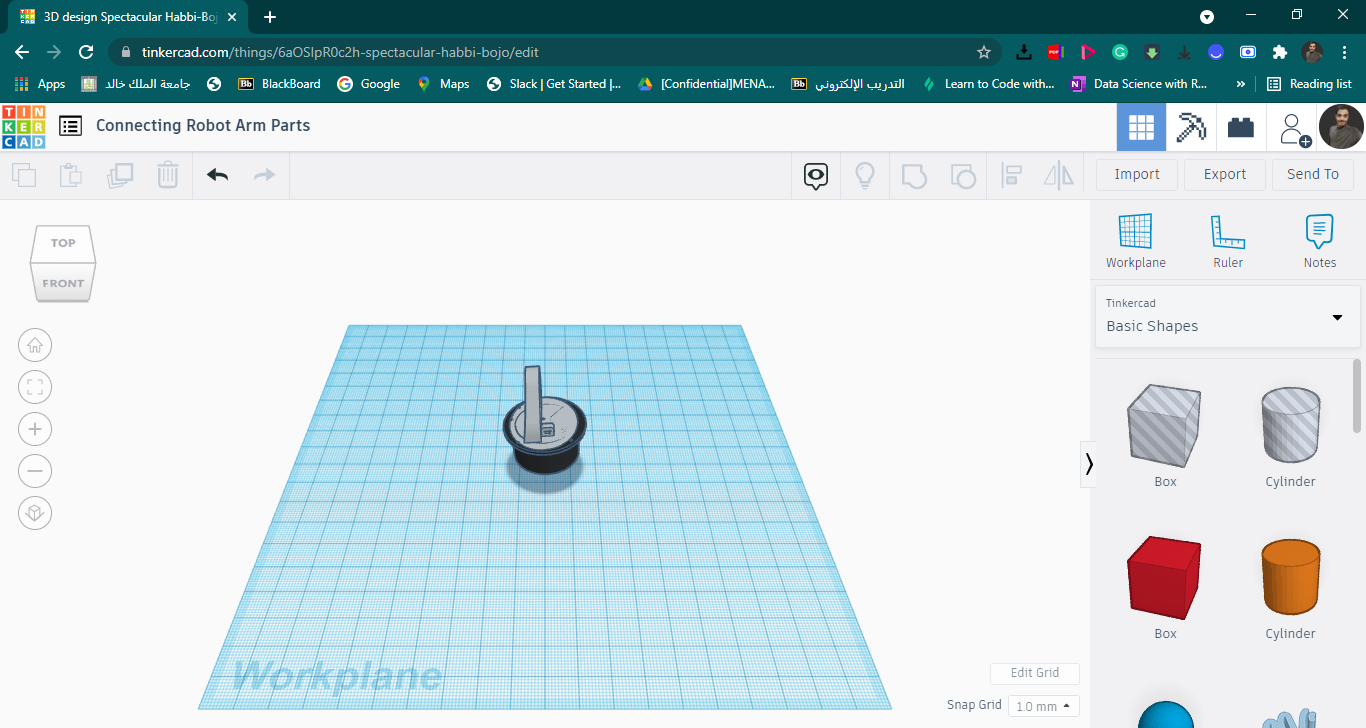 3D design Spectacular Habbi-Boj
tinkercad.com/things/6aOSlpR0c2h-spectacular-habbi-bojo/edit
Apps
جامعة الملك خالد
Bb BlackBoard
Google
Maps
Slack | Get Started |...
[Confidential]MENA...
Bb التدريب الإلكتروني
Learn to Code with...
N Data Science with R...
»
Reading list
TIN
KER
CAD
Connecting Robot Arm Parts
Import
Export
Send To
TOP
FRONT
Workplane
Ruler
Notes
Tinkercad
Basic Shapes
Box
Cylinder
Box
Cylinder
Workplane
Edit Grid
Snap Grid
1.0 mm